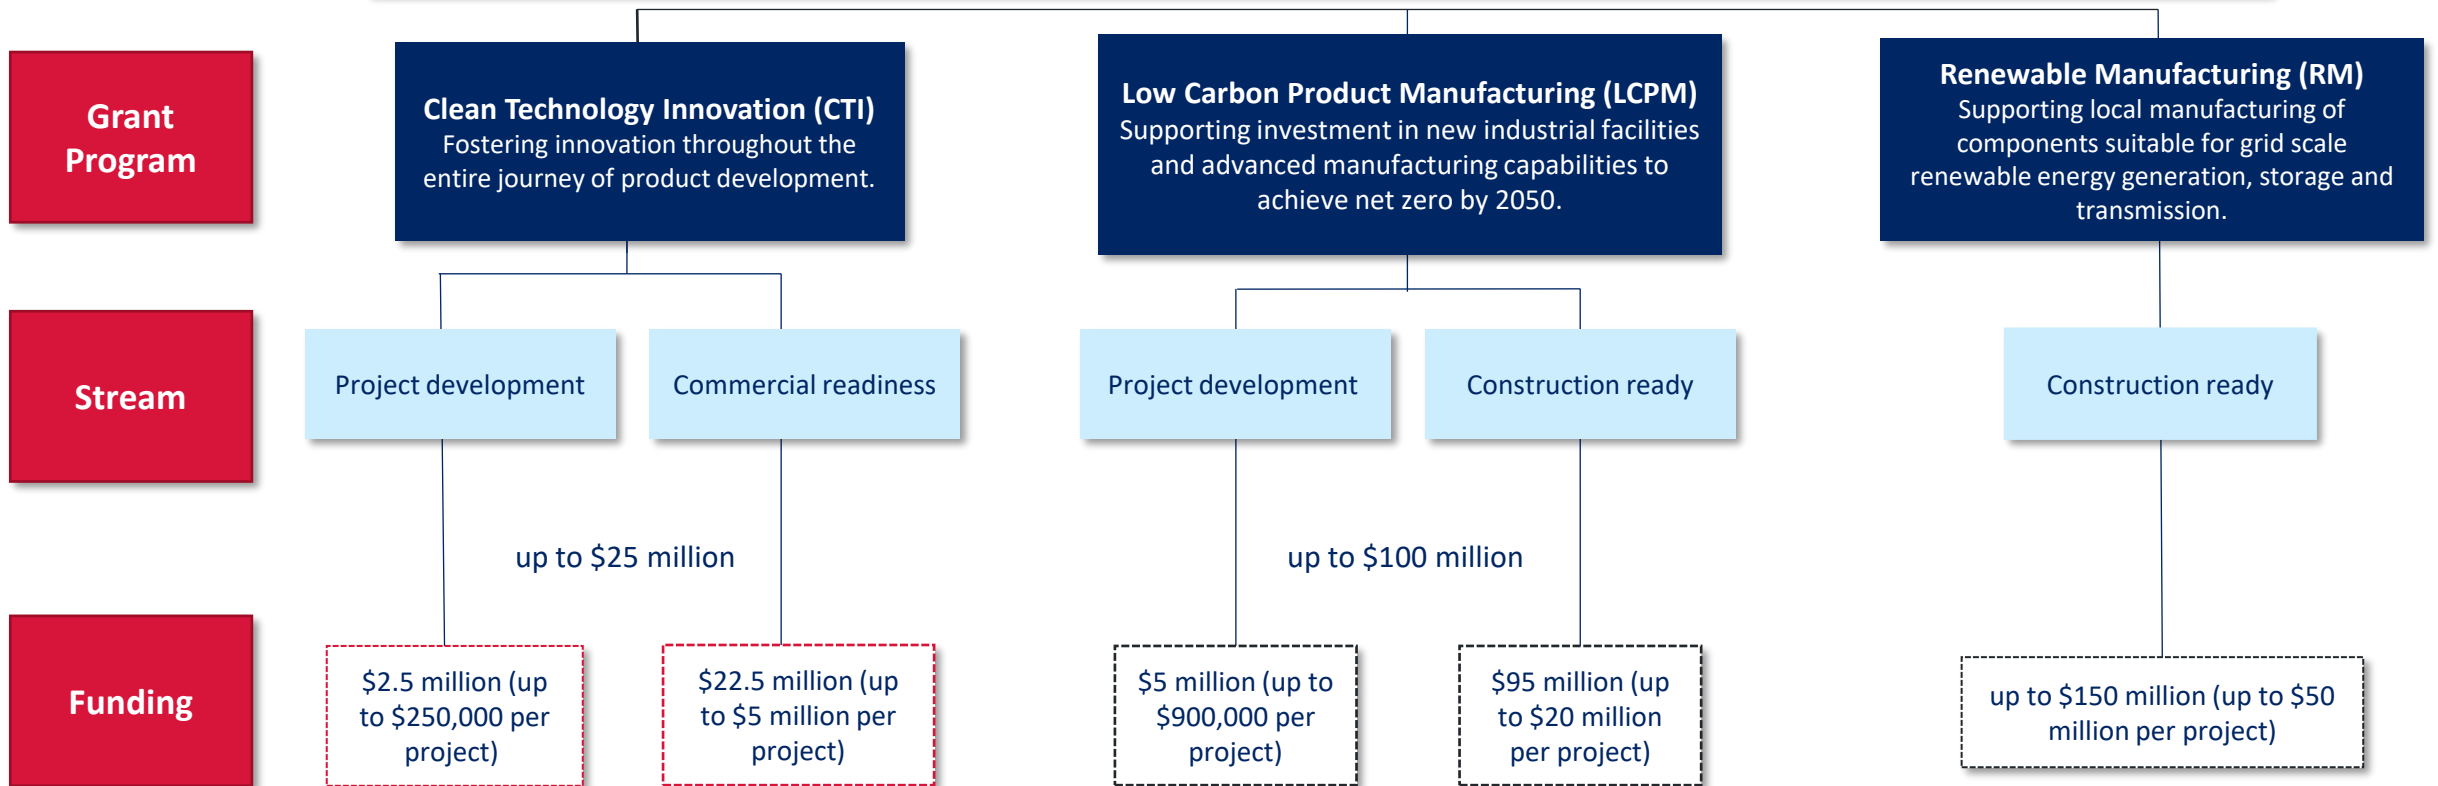 Grant
Program
Clean Technology Innovation (CTI)
Fostering innovation throughout the
entire journey of product development.
Low Carbon Product Manufacturing (LCPM)
Supporting investment in new industrial facilities
and advanced manufacturing capabilities to
achieve net zero by 2050.
Renewable Manufacturing (RM)
Supporting local manufacturing of
components suitable for grid scale
renewable energy generation, storage and
transmission.
Stream
Project development
Commercial readiness
Project development
Construction ready
Construction ready
up to $25 million
up to $100 million
Funding
$2.5 million (up
to $250,000 per
project)
$22.5 million (up
to $5 million per
project)
$5 million (up to
$900,000 per
project)
$95 million (up
to $20 million
per project)
up to $150 million (up to $50
million per project)